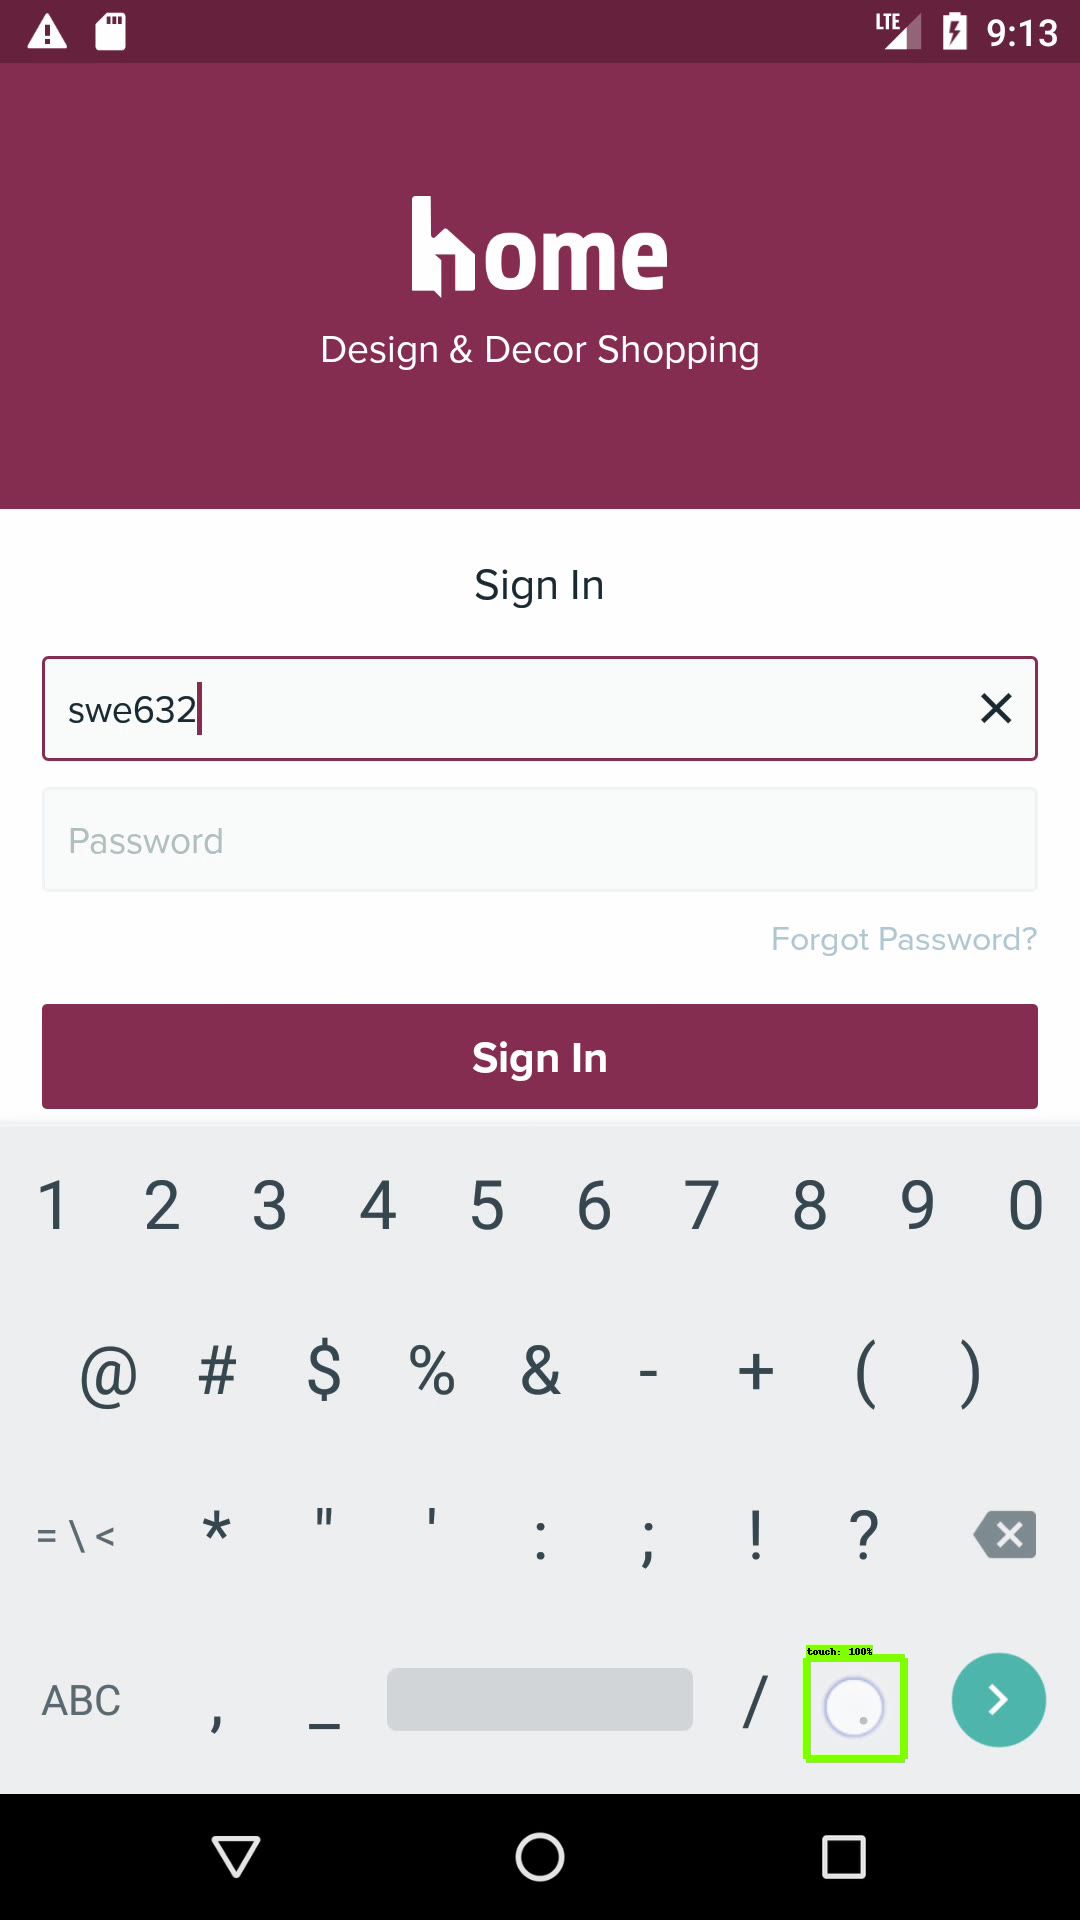 LTE 9:13
home
Design & Decor Shopping
Sign In
swe632
Password
Forgot Password?
Sign In
1 2 3 4 5 6 7 8 9 0
@ # $ % & - + ( )
= \ < * " ' : ; ! ?
touch: 100%
ABC , _ / .